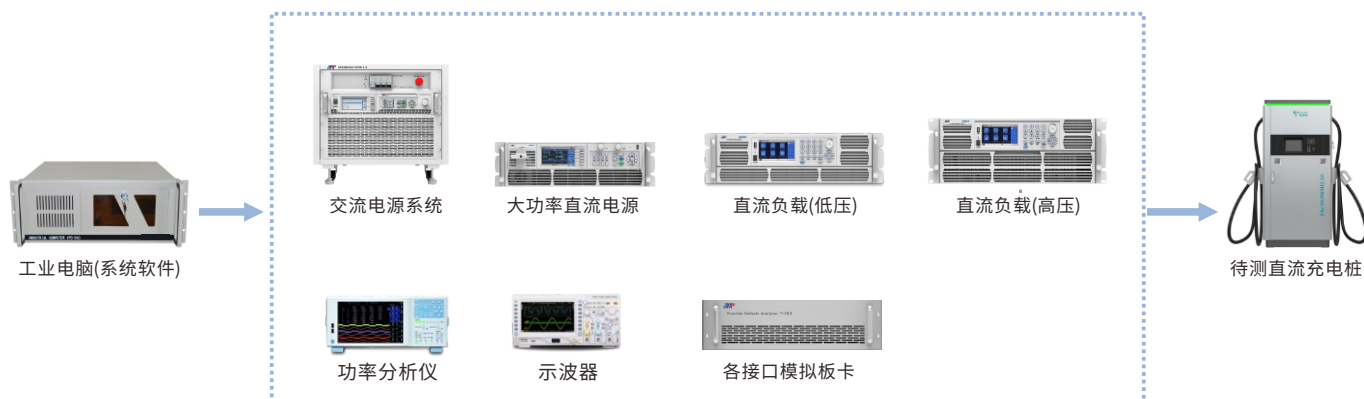 交流电源系统
大功率直流电源
直流负载(低压)
直流负载(高压)
工业电脑(系统软件)
待测直流充电桩
功率分析仪
示波器
各接口模拟板卡